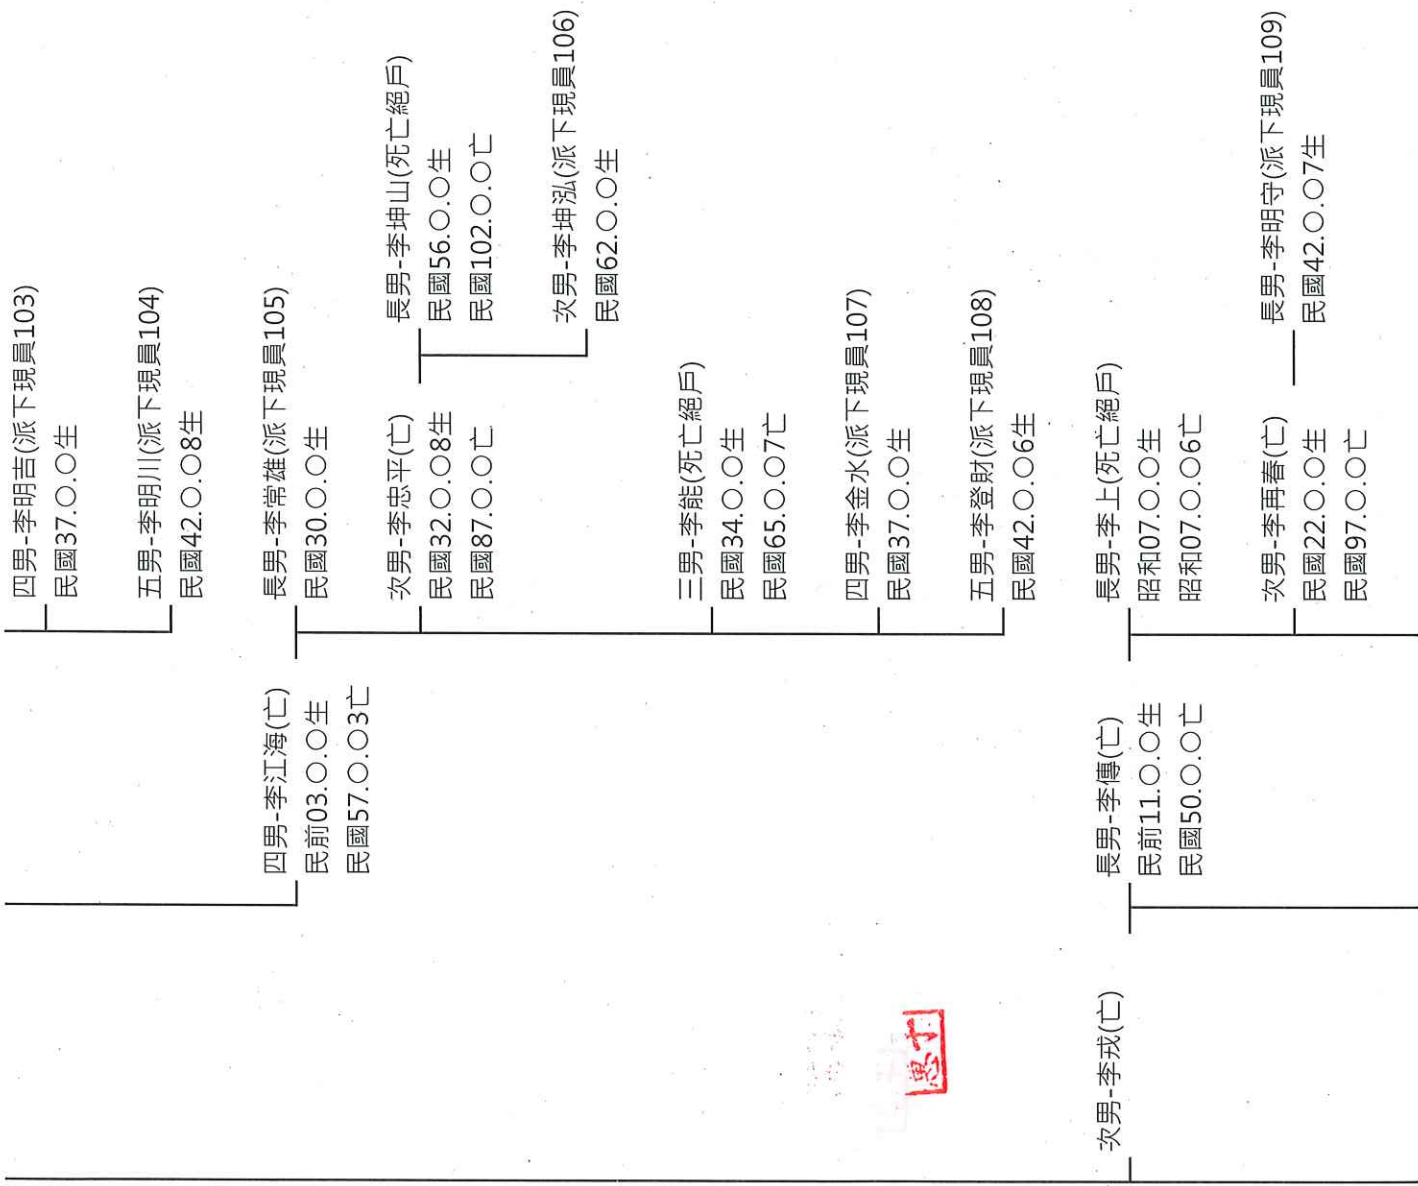 四男-李明吉(派下現員103)
民國37.○.○生
五男-李明川(派下現員104)
民國42.○.○8生
四男-李江海(亡)
民前03.○.○生
民國57.○.○3亡
長男-李常雄(派下現員105)
民國30.○.○生
次男-李忠平(亡)
民國32.○.○8生
民國87.○.○亡
長男-李坤山(死亡絕戶)
民國56.○.○生
民國102.○.○亡
次男-李坤泓(派下現員106)
民國62.○.○生
三男-李能(死亡絕戶)
民國34.○.○生
民國65.○.○7亡
四男-李金水(派下現員107)
民國37.○.○生
五男-李登財(派下現員108)
民國42.○.○6生
次男-李戎(亡)
長男-李傳(亡)
民前11.○.○生
民國50.○.○亡
長男-李上(死亡絕戶)
昭和07.○.○生
昭和07.○.○6亡
次男-李再春(亡)
民國22.○.○生
民國97.○.○亡
長男-李明守(派下現員109)
民國42.○.○7生